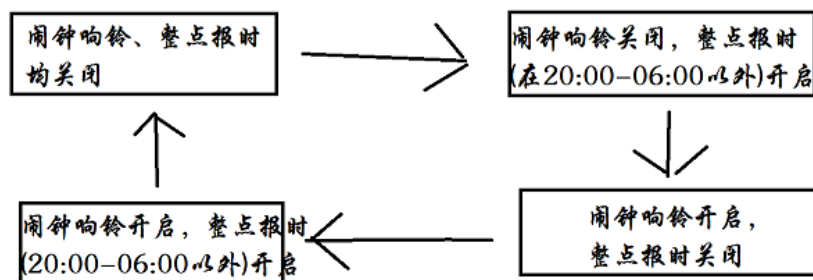 闹钟响铃、整点报时
均关闭
闹钟响铃关闭，整点报时
(在20:00-06:00以外)开启
闹钟响铃开启，
整点报时关闭
闹钟响铃开启，整点报时
(20:00-06:00以外)开启